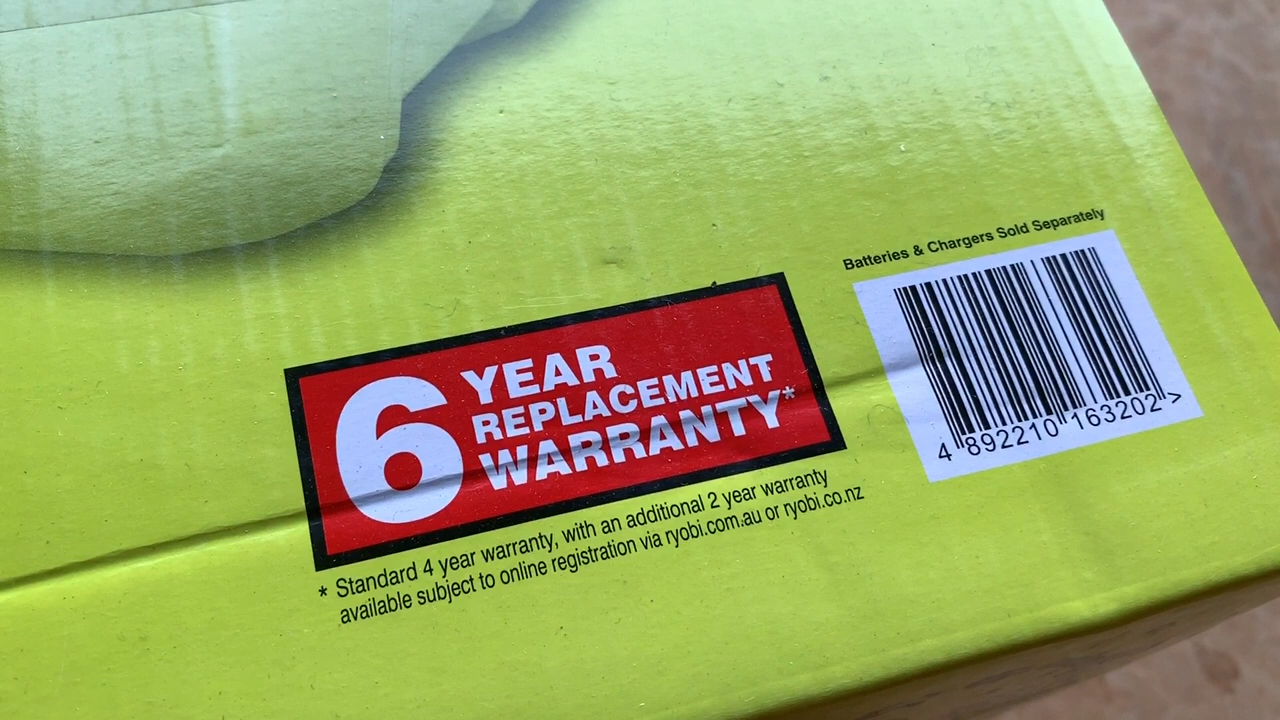 Batteries & Chargers Sold Separately
6 YEAR
REPLACEMENT
WARRANTY*
4 892210 163202 >
* Standard 4 year warranty, with an additional 2 year warranty
available subject to online registration via ryobi.com.au or ryobi.co.nz